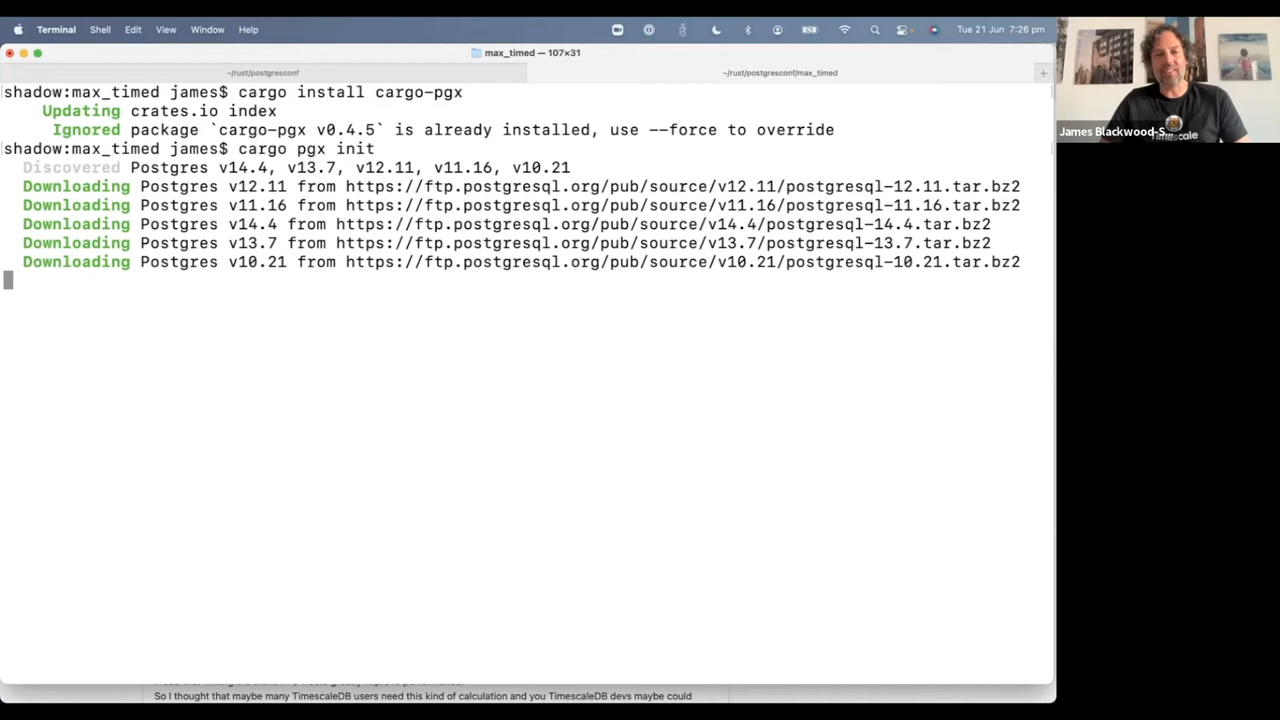 Terminal Shell Edit View Window Help Tue 21 Jun 7:26 pm
max_timed — 107×31
~/rust/postgresconf ~/rust/postgresconf/max_timed +
shadow:max_timed james$ cargo install cargo-pgx
Updating crates.io index
Ignored package `cargo-pgx v0.4.5` is already installed, use --force to override
shadow:max_timed james$ cargo pgx init
Discovered Postgres v14.4, v13.7, v12.11, v11.16, v10.21
Downloading Postgres v12.11 from https://ftp.postgresql.org/pub/source/v12.11/postgresql-12.11.tar.bz2
Downloading Postgres v11.16 from https://ftp.postgresql.org/pub/source/v11.16/postgresql-11.16.tar.bz2
Downloading Postgres v14.4 from https://ftp.postgresql.org/pub/source/v14.4/postgresql-14.4.tar.bz2
Downloading Postgres v13.7 from https://ftp.postgresql.org/pub/source/v13.7/postgresql-13.7.tar.bz2
Downloading Postgres v10.21 from https://ftp.postgresql.org/pub/source/v10.21/postgresql-10.21.tar.bz2
So I thought that maybe many TimescaleDB users need this kind of calculation and you TimescaleDB devs maybe could
James Blackwood-S...
Timescale